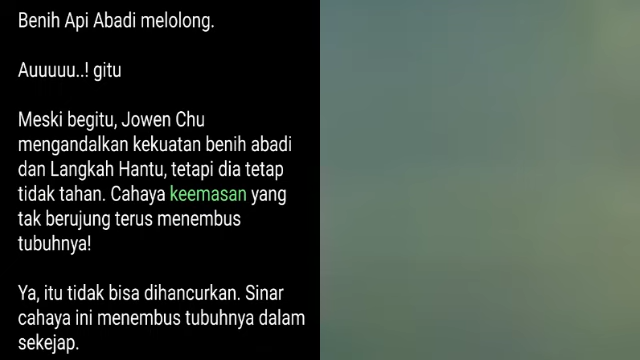 Benih Api Abadi melolong.
Auuuuu..! gitu
Meski begitu, Jowen Chu
mengandalkan kekuatan benih abadi
dan Langkah Hantu, tetapi dia tetap
tidak tahan. Cahaya keemasan yang
tak berujung terus menembus
tubuhnya!
Ya, itu tidak bisa dihancurkan. Sinar
cahaya ini menembus tubuhnya dalam
sekejap.